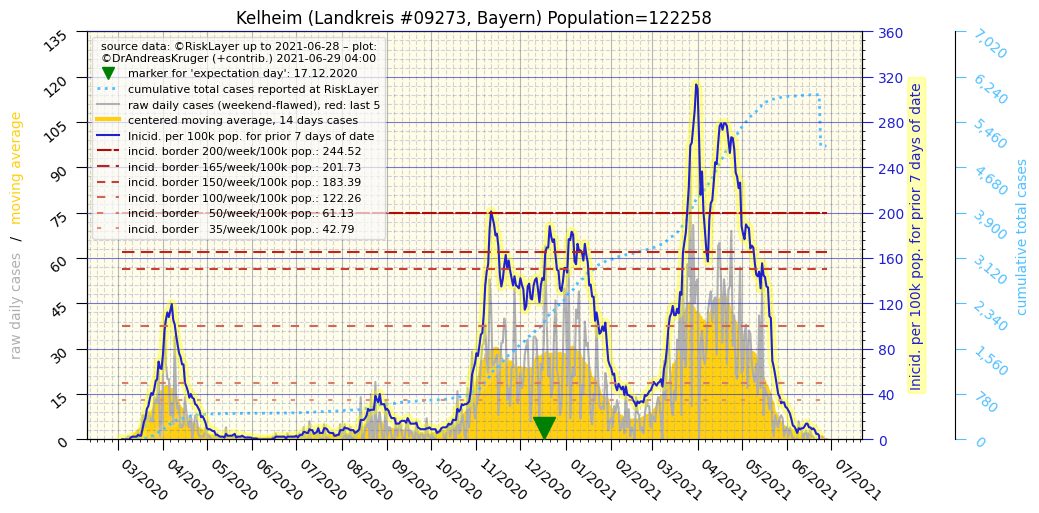 Kelheim (Landkreis #09273, Bayern) Population=122258
source data: ©RiskLayer up to 2021-06-28 – plot:
©DrAndreasKruger (+contrib.) 2021-06-29 04:00
marker for 'expectation day': 17.12.2020
cumulative total cases reported at RiskLayer
raw daily cases (weekend-flawed), red: last 5
centered moving average, 14 days cases
Inicid. per 100k pop. for prior 7 days of date
incid. border 200/week/100k pop.: 244.52
incid. border 165/week/100k pop.: 201.73
incid. border 150/week/100k pop.: 183.39
incid. border 100/week/100k pop.: 122.26
incid. border   50/week/100k pop.: 61.13
incid. border   35/week/100k pop.: 42.79
raw daily cases / moving average
135
120
105
90
75
60
45
30
15
0
03/2020
04/2020
05/2020
06/2020
07/2020
08/2020
09/2020
10/2020
11/2020
12/2020
01/2021
02/2021
03/2021
04/2021
05/2021
06/2021
07/2021
360
320
280
240
200
160
120
80
40
0
Inicid. per 100k pop. for prior 7 days of date
7,020
6,240
5,460
4,680
3,900
3,120
2,340
1,560
780
0
cumulative total cases